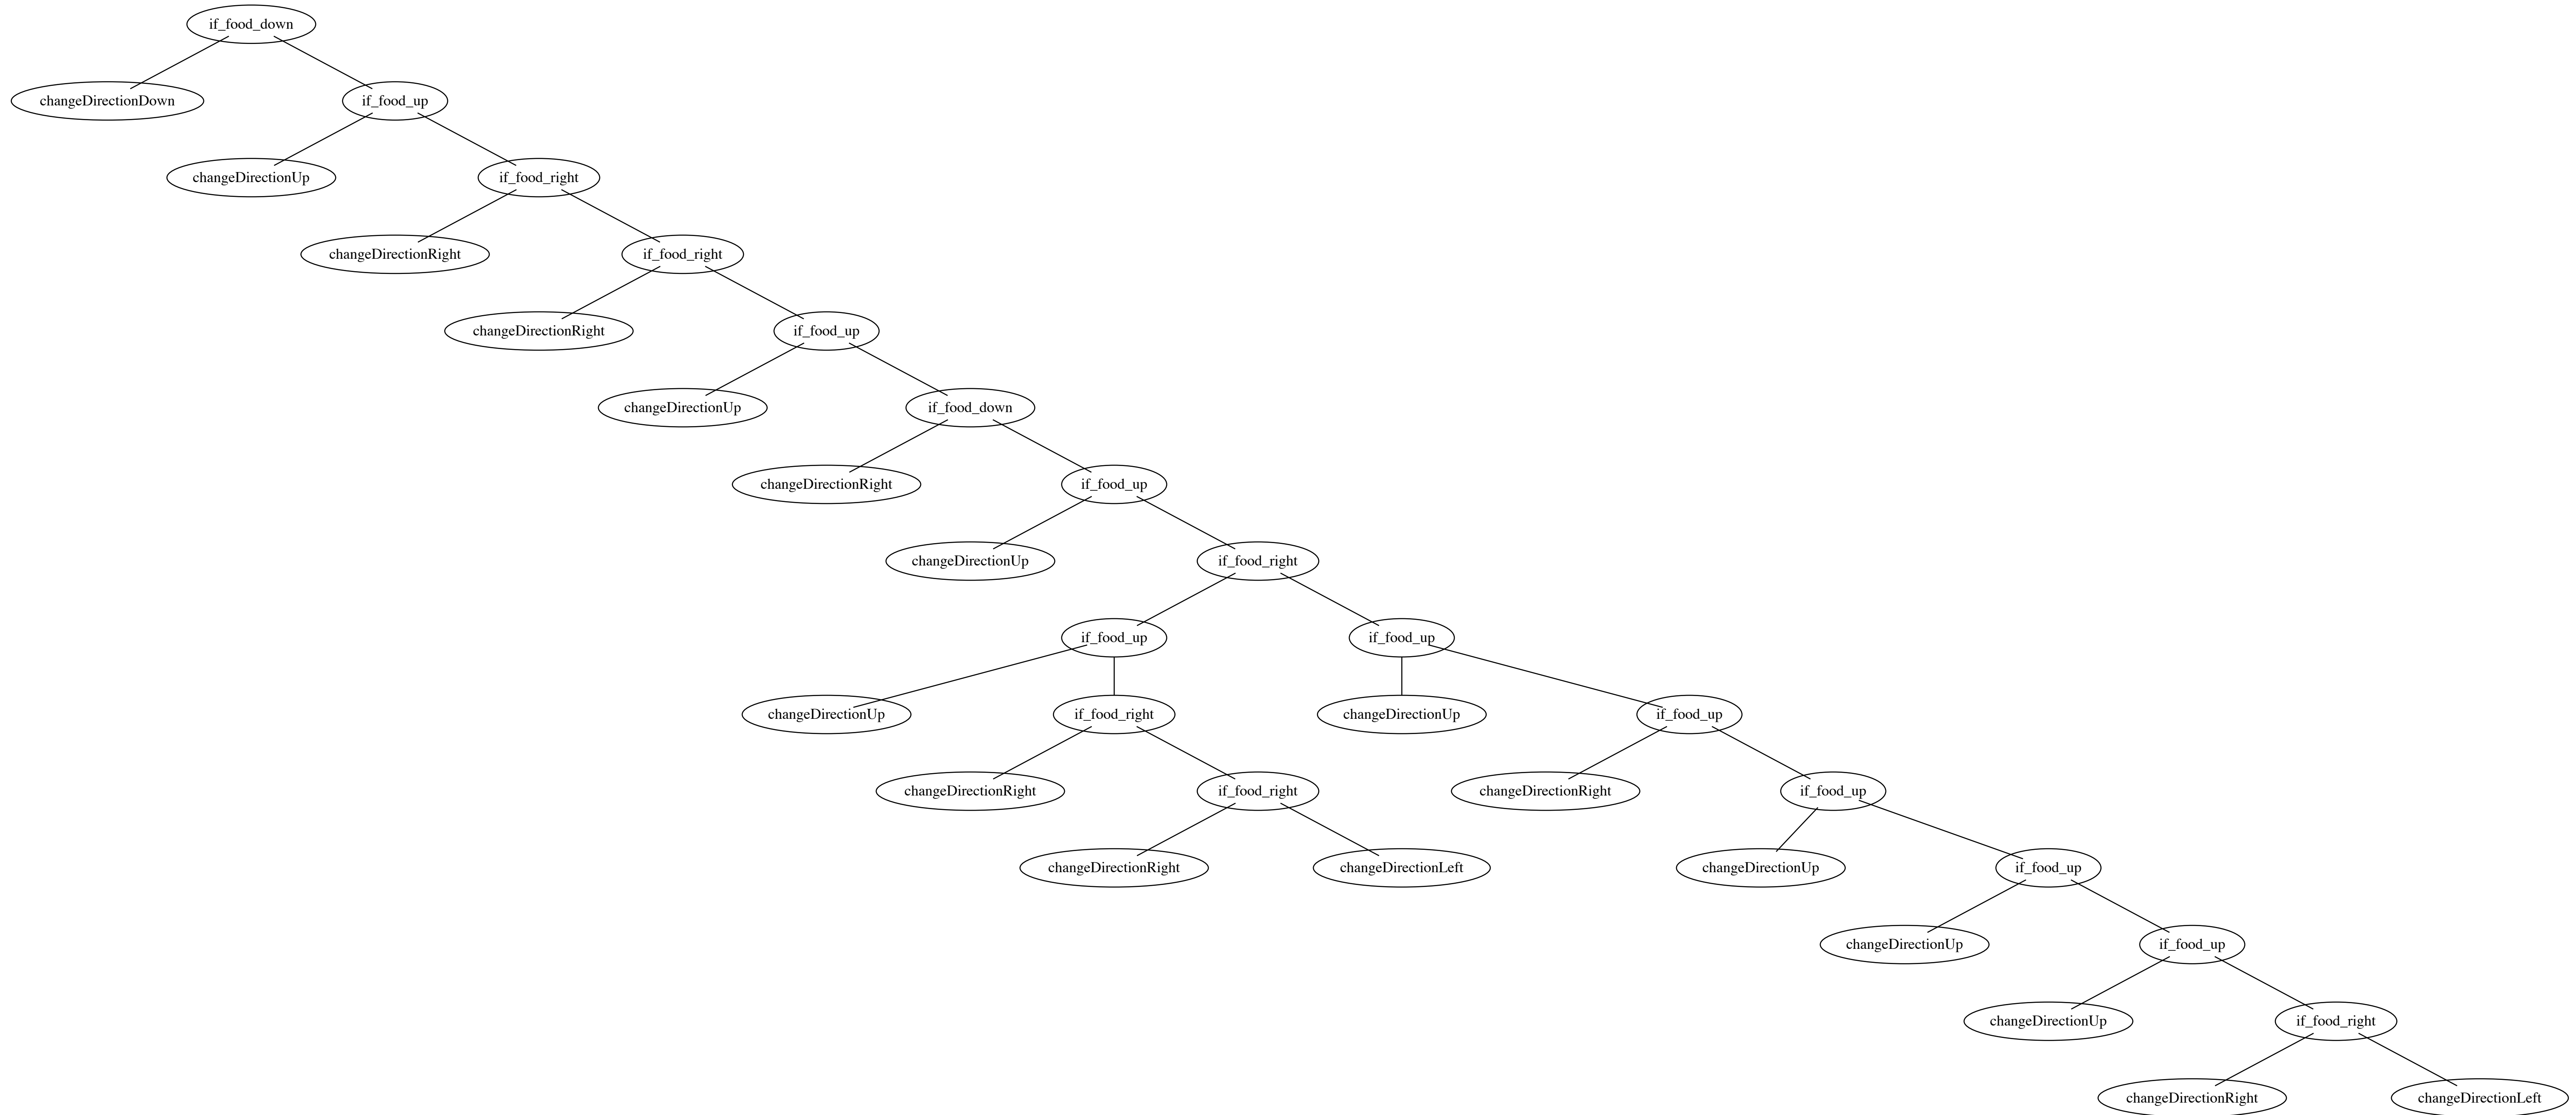 if_food_down
changeDirectionDown
if_food_up
changeDirectionUp
if_food_right
changeDirectionRight
if_food_right
changeDirectionRight
if_food_up
changeDirectionUp
if_food_down
changeDirectionRight
if_food_up
changeDirectionUp
if_food_right
if_food_up
if_food_up
changeDirectionUp
if_food_right
changeDirectionUp
if_food_up
changeDirectionRight
if_food_right
changeDirectionRight
if_food_up
changeDirectionRight
changeDirectionLeft
changeDirectionUp
if_food_up
changeDirectionUp
if_food_up
changeDirectionUp
if_food_right
changeDirectionRight
changeDirectionLeft